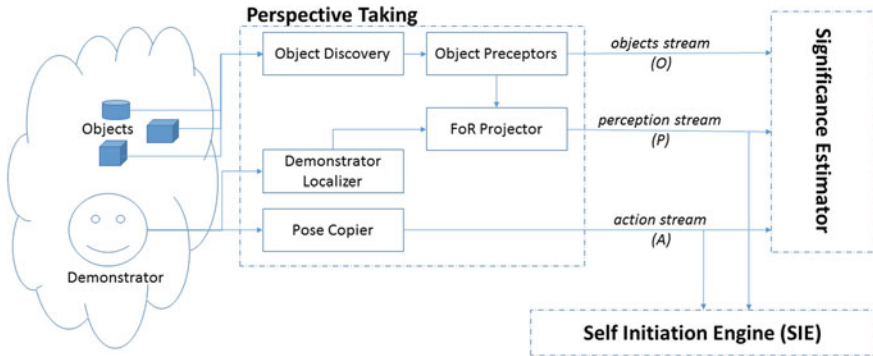 Perspective Taking
Object Discovery
Object Preceptors
objects stream
(O)
Objects
FoR Projector
perception stream
(P)
Demonstrator
Localizer
Pose Copier
action stream
(A)
Demonstrator
Significance
Estimator
Self Initiation Engine (SIE)